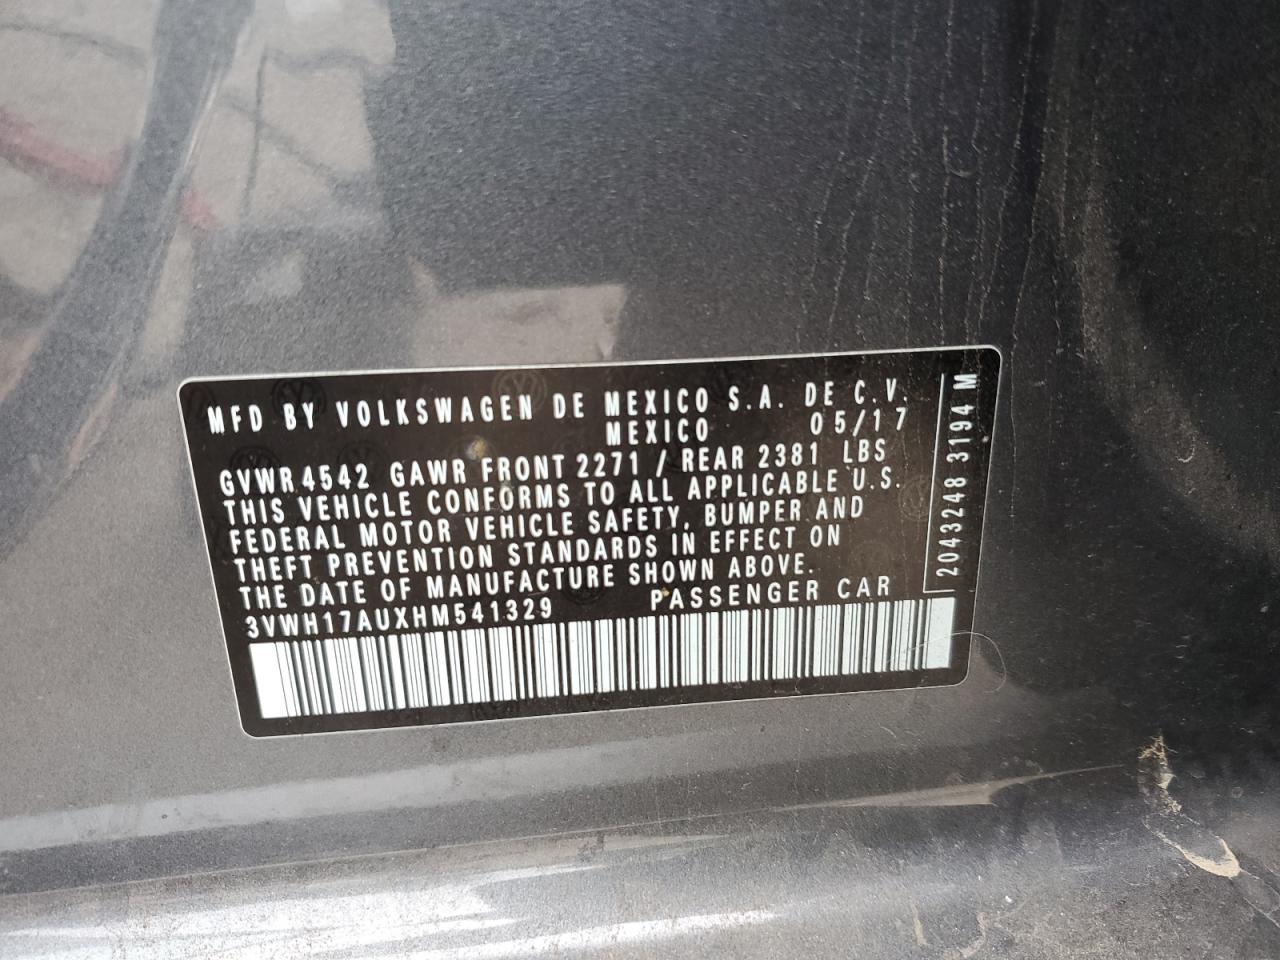 MFD BY VOLKSWAGEN DE MEXICO S.A. DE C.V.
MEXICO 05/17
GVWR 4542 GAWR FRONT 2271 / REAR 2381 LBS
THIS VEHICLE CONFORMS TO ALL APPLICABLE U.S.
FEDERAL MOTOR VEHICLE SAFETY, BUMPER AND
THEFT PREVENTION STANDARDS IN EFFECT ON
THE DATE OF MANUFACTURE SHOWN ABOVE.
3VWH17AUXHM541329 PASSENGER CAR
2043248 3194 M